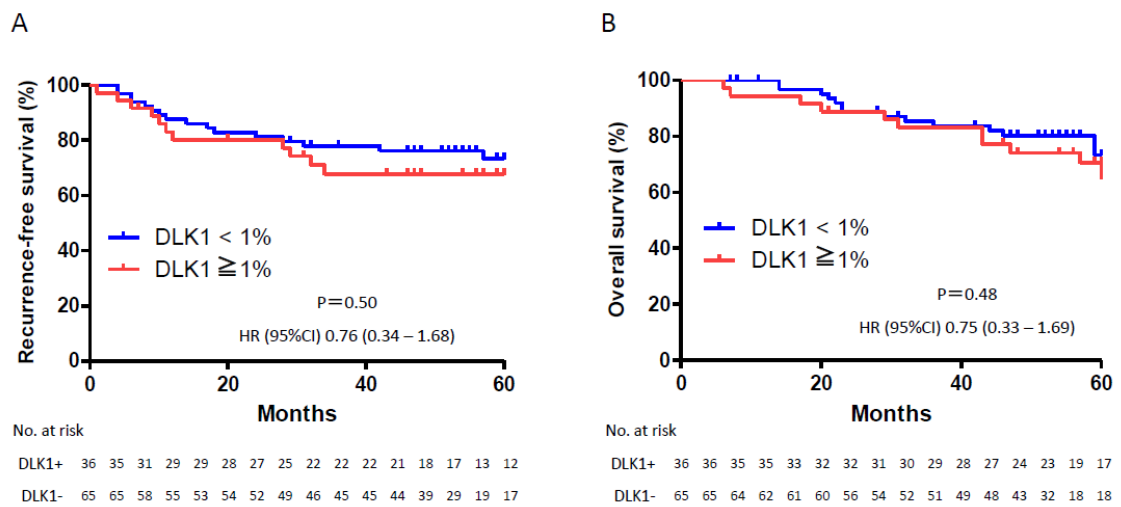 A
Recurrence-free survival (%)
100
80
60
40
20
0
DLK1 < 1%
DLK1 ≧1%
P=0.50
HR (95%CI) 0.76 (0.34 – 1.68)
0 20 40 60
Months
No. at risk
DLK1+ 36 35 31 29 29 28 27 25 22 22 22 21 18 17 13 12
DLK1- 65 65 58 55 53 54 52 49 46 45 45 44 39 29 19 17
B
Overall survival (%)
100
80
60
40
20
0
DLK1 < 1%
DLK1 ≧1%
P=0.48
HR (95%CI) 0.75 (0.33 – 1.69)
0 20 40 60
Months
No. at risk
DLK1+ 36 36 35 35 33 32 32 31 30 29 28 27 24 23 19 17
DLK1- 65 65 64 62 61 60 56 54 52 51 49 48 43 32 18 18